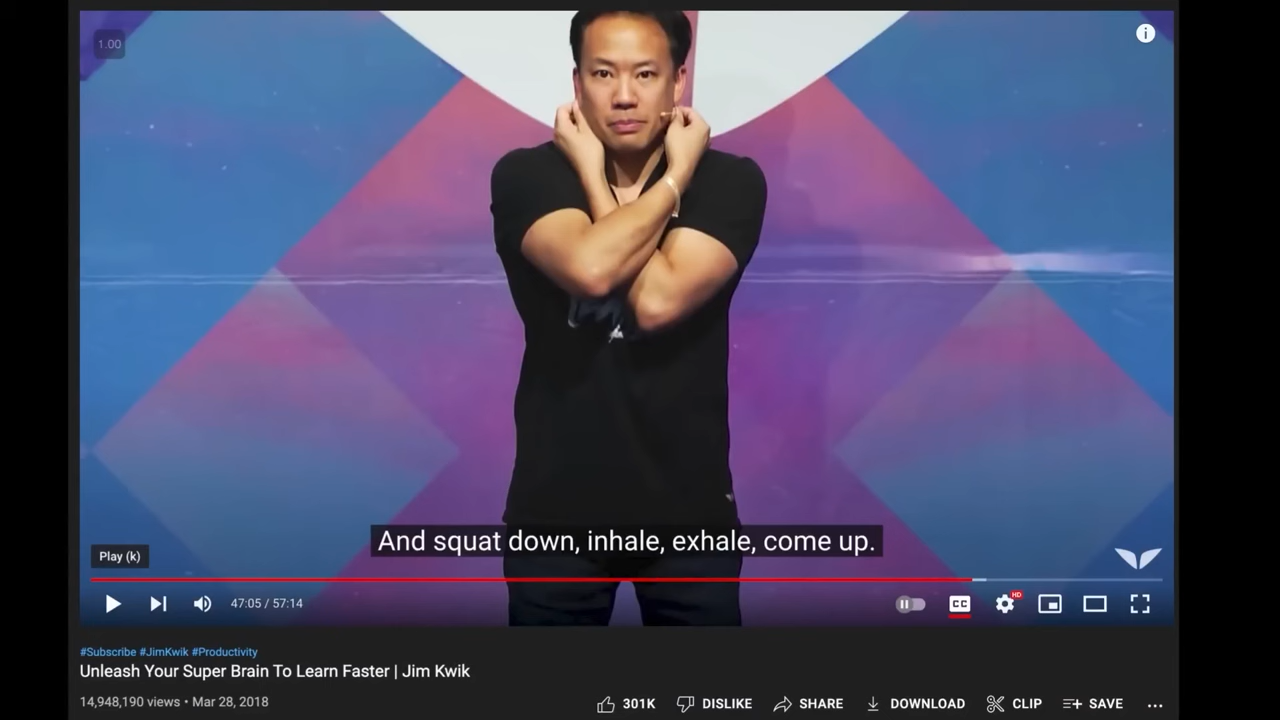 1.00
And squat down, inhale, exhale, come up.
Play (k)
47:05 / 57:14
CC
HD
#Subscribe #JimKwik #Productivity
Unleash Your Super Brain To Learn Faster | Jim Kwik
14,948,190 views • Mar 28, 2018
301K DISLIKE SHARE DOWNLOAD CLIP SAVE ...